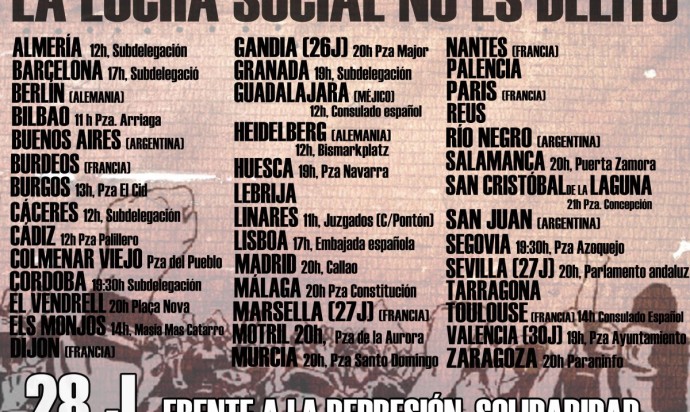 LA LUCHA SOCIAL NO ES DELITO
ALMERÍA 12h, Subdelegación
BARCELONA 17h, Subdelegació
BERLÍN (ALEMANIA)
BILBAO 11 h Pza. Arriaga
BUENOS AIRES (ARGENTINA)
BURDEOS (FRANCIA)
BURGOS 13h, Pza El Cid
CÁCERES 12h, Subdelegación
CÁDIZ 12h Pza Palillero
COLMENAR VIEJO Pza del Pueblo
CORDOBA 19:30h Subdelegación
EL VENDRELL 20h Plaça Nova
ELS MONJOS 14h, Masia Mas Catarro
DIJON (FRANCIA)
GANDIA (26J) 20h Pza Major
GRANADA 19h, Subdelegación
GUADALAJARA (MÉJICO)
12h, Consulado español
HEIDELBERG (ALEMANIA)
12h, Bismarkplatz
HUESCA 19h, Pza Navarra
LEBRIJA
LINARES 11h, Juzgados (C/Pontón)
LISBOA 17h, Embajada española
MADRID 20h, Callao
MÁLAGA 20h Pza Constitución
MARSELLA (27J) (FRANCIA)
MOTRIL 20h, Pza de la Aurora
MURCIA 20h, Pza Santo Domingo
NANTES (FRANCIA)
PALENCIA
PARIS (FRANCIA)
REUS
RÍO NEGRO (ARGENTINA)
SALAMANCA 20h, Puerta Zamora
SAN CRISTÓBAL DE LA LAGUNA
21h Pza. Concepción
SAN JUAN (ARGENTINA)
SEGOVIA 19:30h, Pza Azoquejo
SEVILLA (27J) 20h, Parlamento andaluz
TARRAGONA
TOULOUSE (FRANCIA) 14h Consulado Español
VALENCIA (30J) 19h, Pza Ayuntamiento
ZARAGOZA 20h Paraninfo
28 J FRENTE A LA REPRESIÓN, SOLIDARIDAD